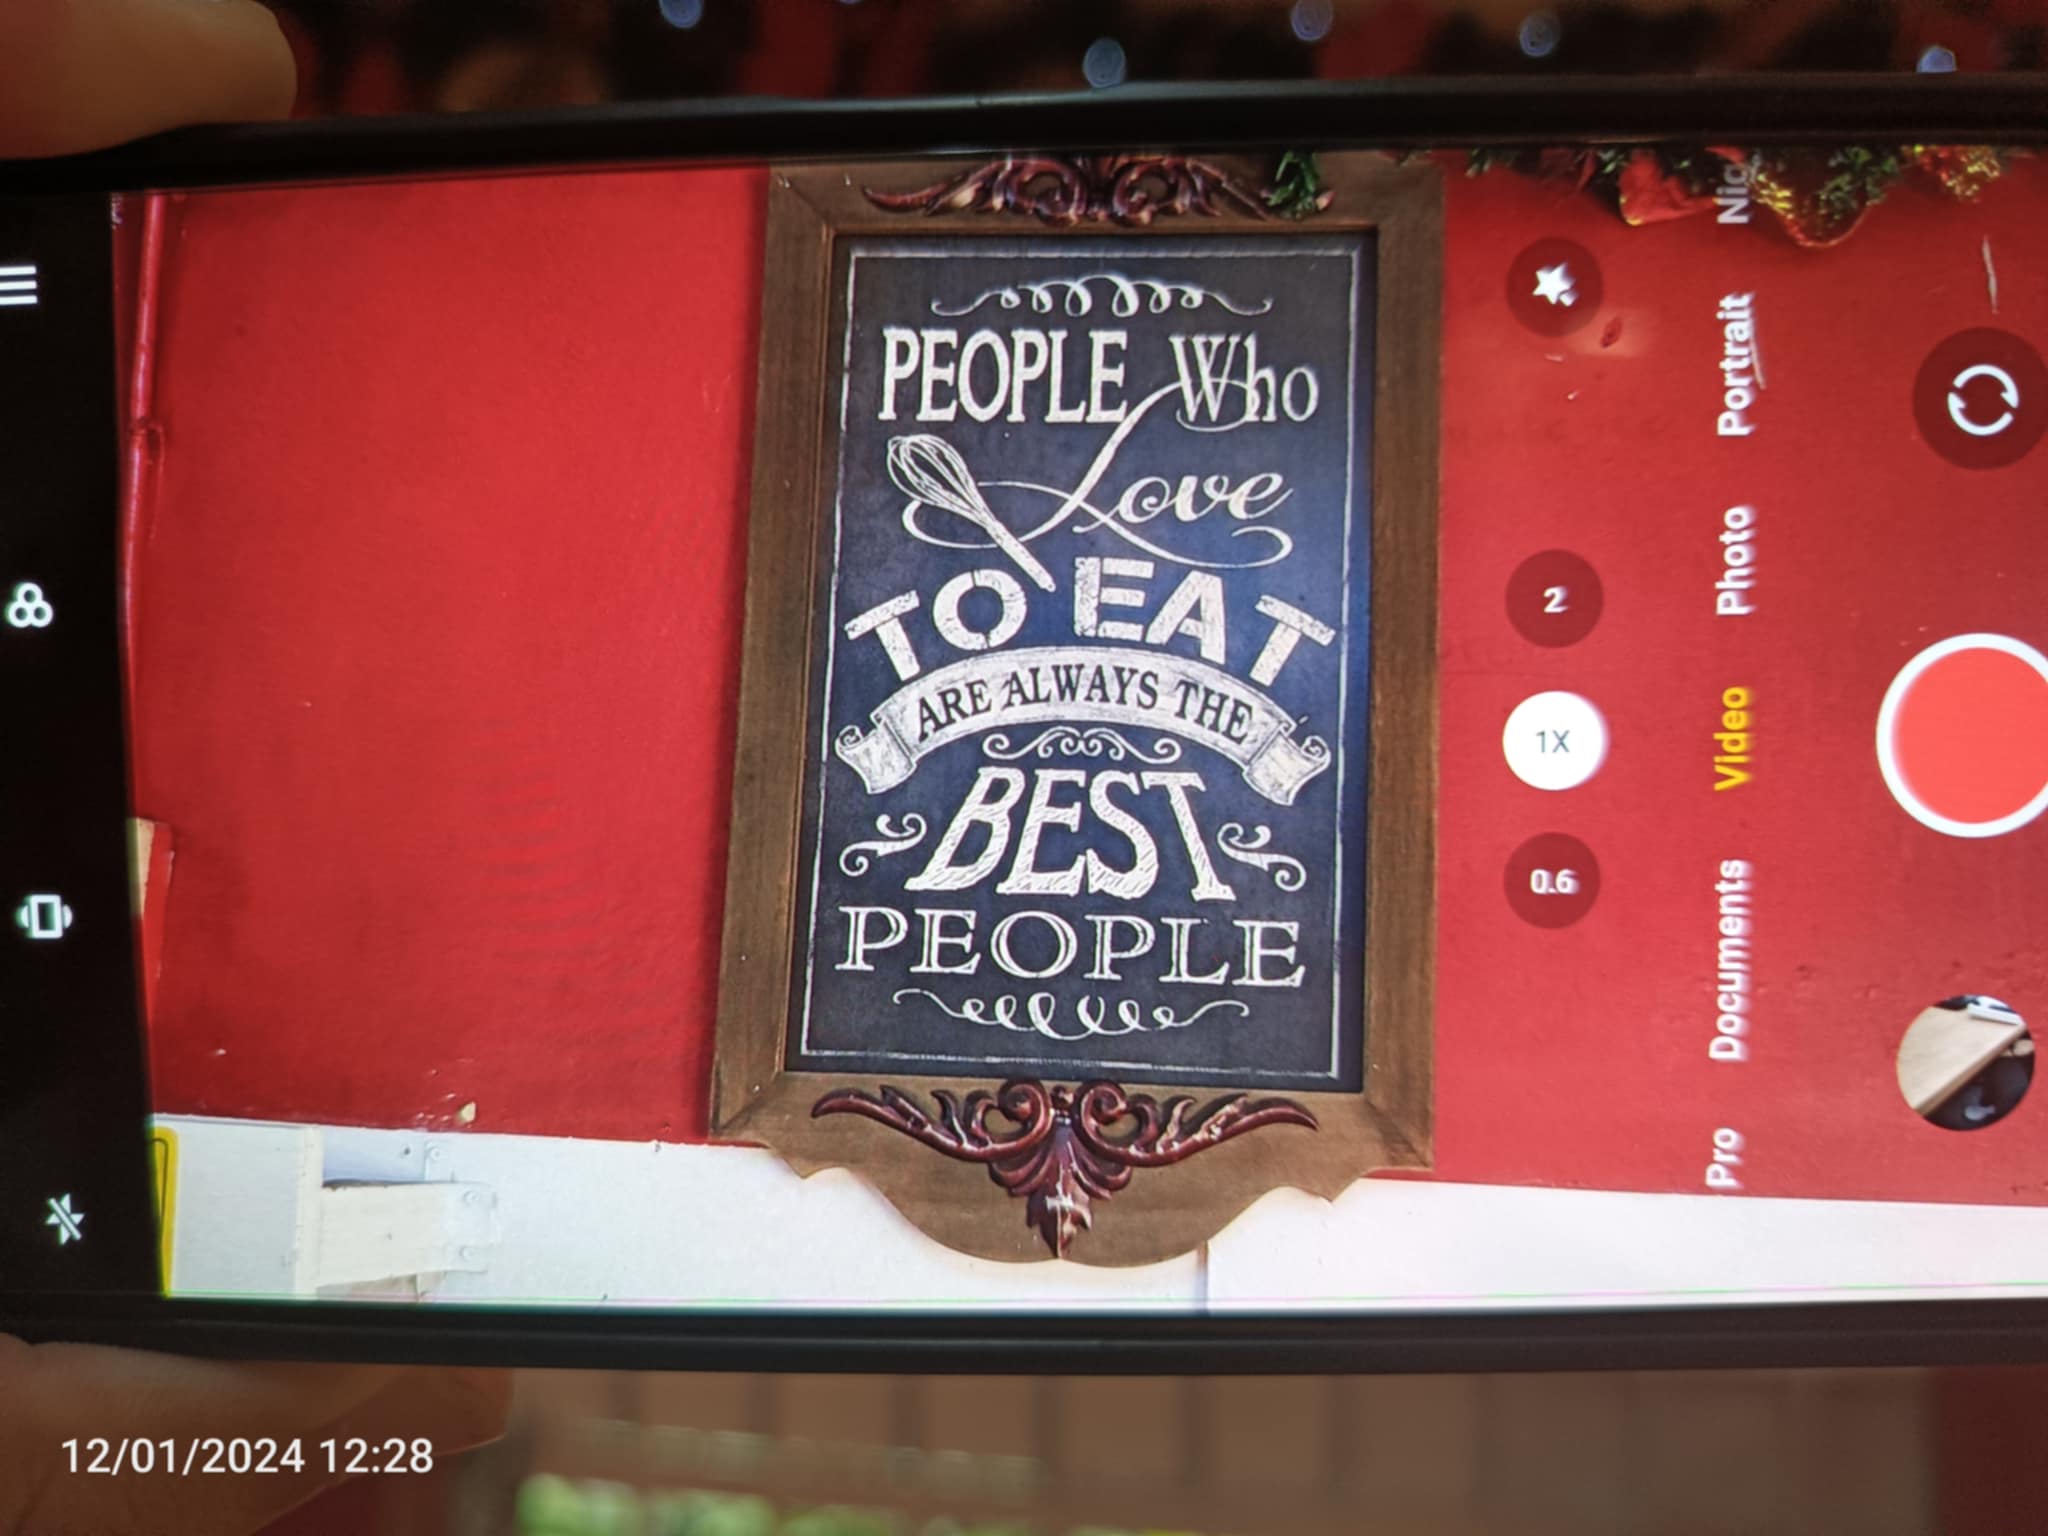 PEOPLE Who
Love
TO EAT
ARE ALWAYS THE
BEST
PEOPLE
2
1X
0.6
Portrait
Photo
Video
Documents
Pro
12/01/2024 12:28